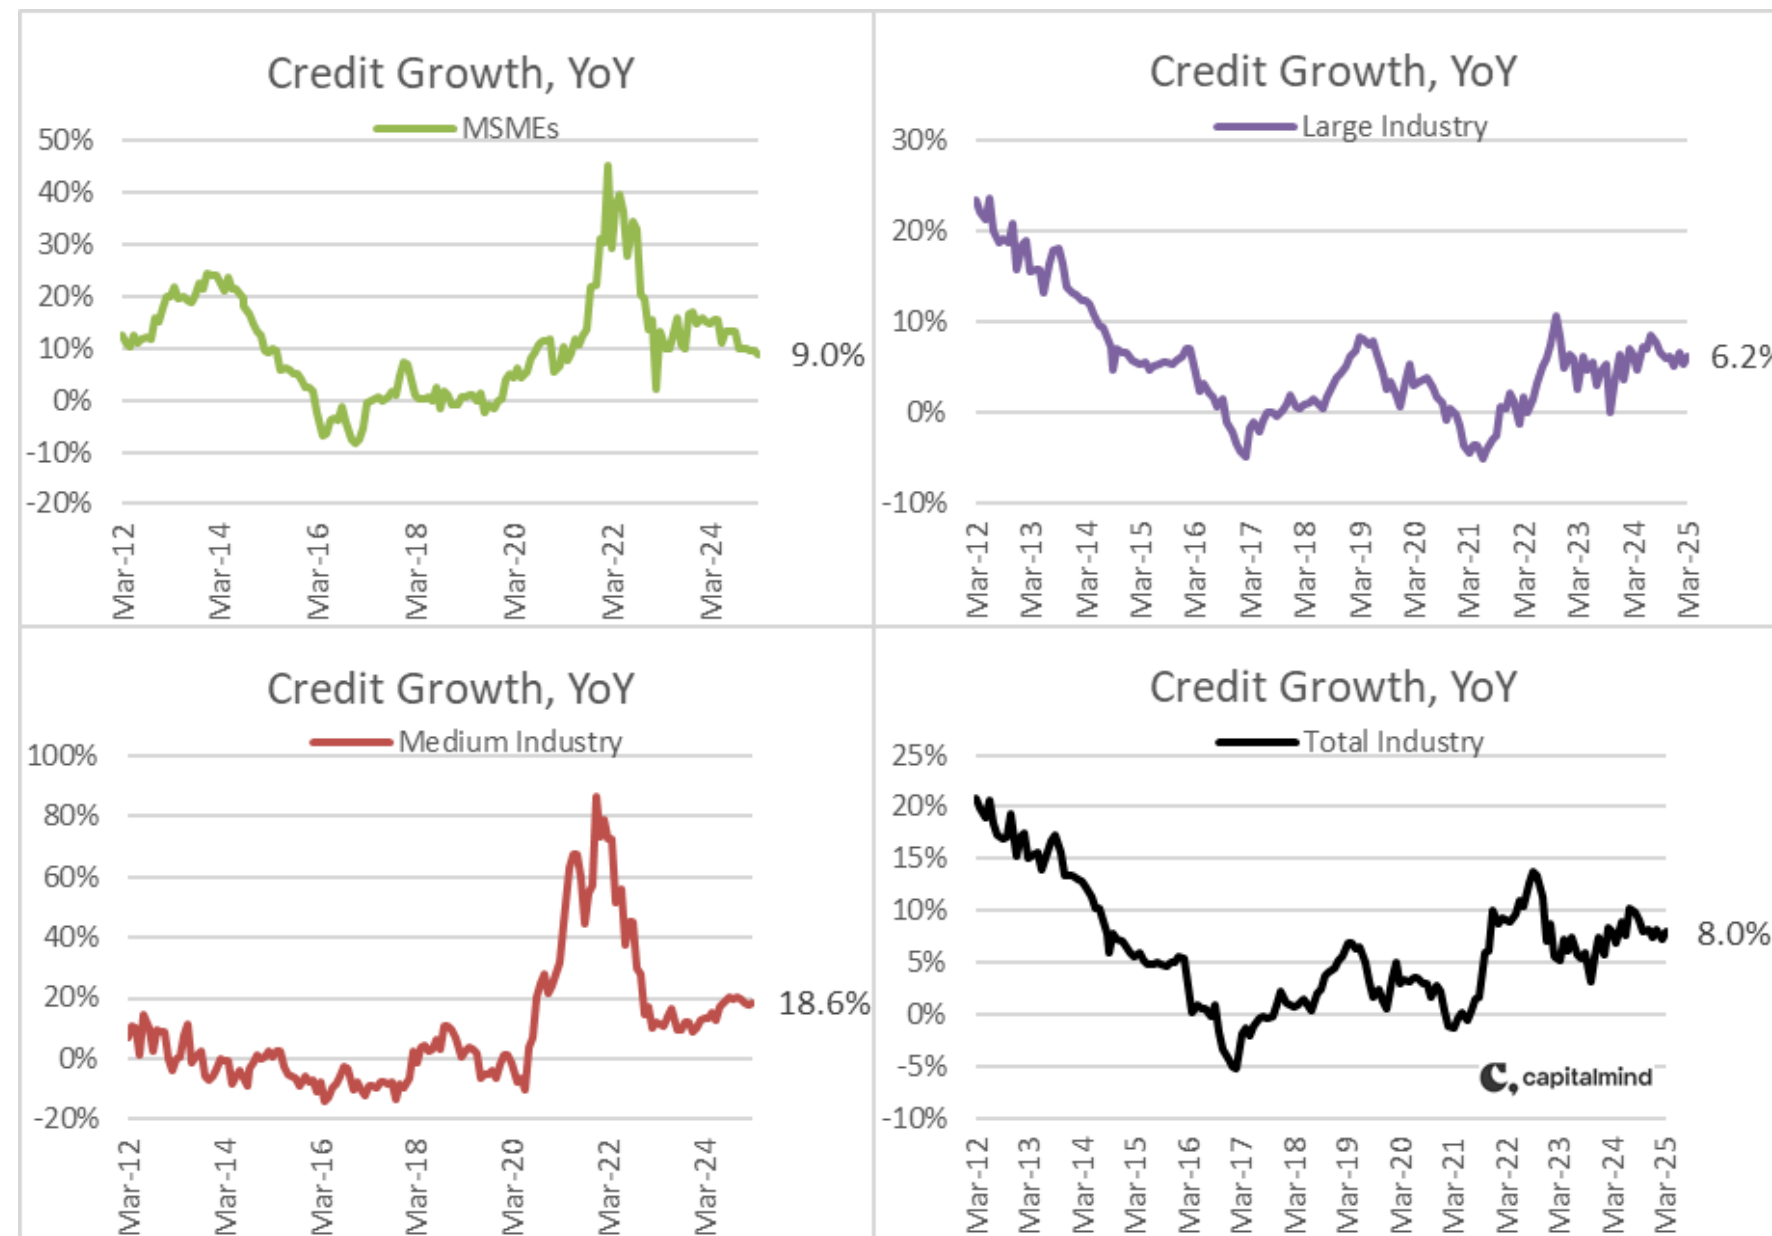 Credit Growth, YoY
MSMEs
50%
40%
30%
20%
10%
0%
-10%
-20%
9.0%
Mar-12
Mar-14
Mar-16
Mar-18
Mar-20
Mar-22
Mar-24
Credit Growth, YoY
Large Industry
30%
20%
10%
0%
-10%
6.2%
Mar-12
Mar-13
Mar-14
Mar-15
Mar-16
Mar-17
Mar-18
Mar-19
Mar-20
Mar-21
Mar-22
Mar-23
Mar-24
Mar-25
Credit Growth, YoY
Medium Industry
100%
80%
60%
40%
20%
0%
-20%
18.6%
Mar-12
Mar-14
Mar-16
Mar-18
Mar-20
Mar-22
Mar-24
Credit Growth, YoY
Total Industry
25%
20%
15%
10%
5%
0%
-5%
-10%
8.0%
capitalmind
Mar-12
Mar-13
Mar-14
Mar-15
Mar-16
Mar-17
Mar-18
Mar-19
Mar-20
Mar-21
Mar-22
Mar-23
Mar-24
Mar-25